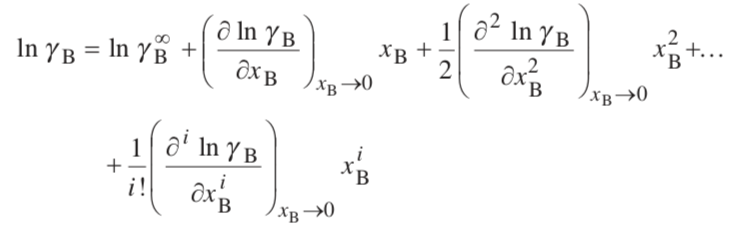 ln γ_B = ln γ_B^∞ + (∂ ln γ_B / ∂x_B)_{x_B→0} x_B + 1/2 (∂² ln γ_B / ∂x_B²)_{x_B→0} x_B² +...
+ 1/i! (∂^i ln γ_B / ∂x_B^i)_{x_B→0} x_B^i